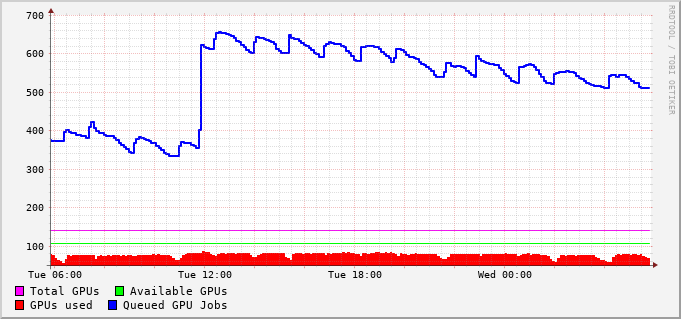 700
600
500
400
300
200
100
Tue 06:00 Tue 12:00 Tue 18:00 Wed 00:00
Total GPUs Available GPUs
GPUs used Queued GPU Jobs
RRDTOOL / TOBI OETIKER